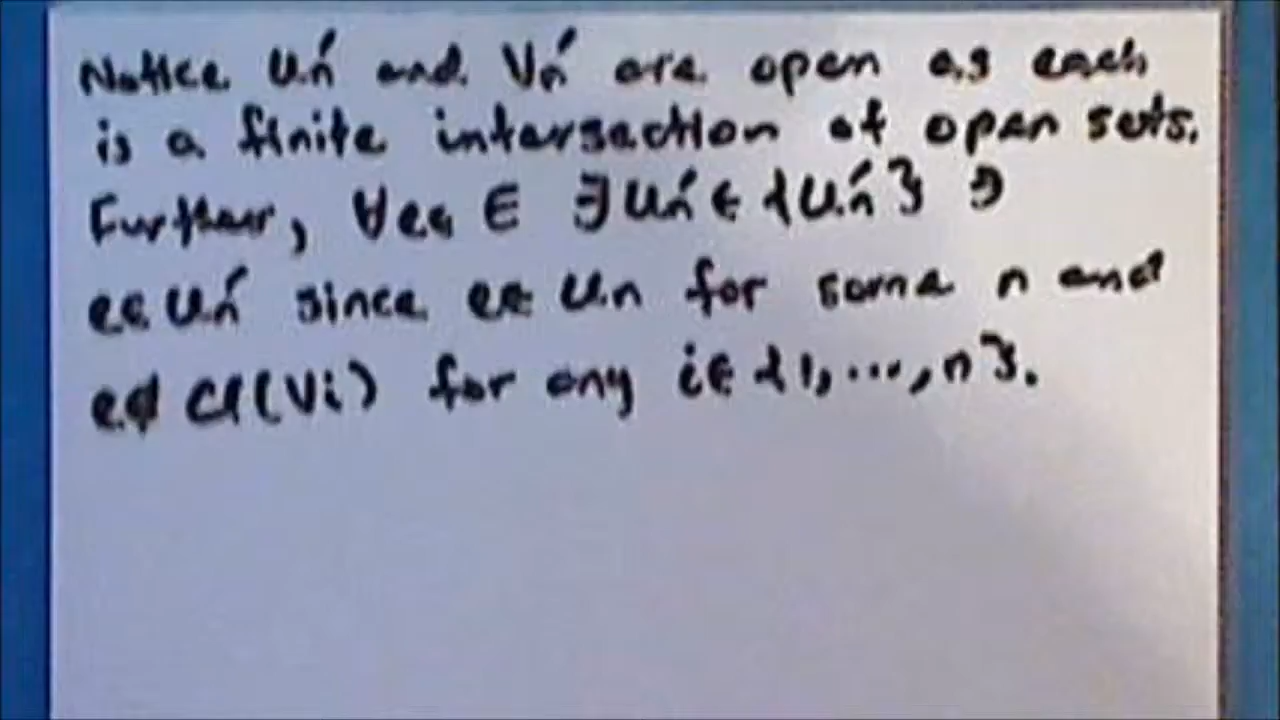 Notice Un′ and Vn′ are open as each
is a finite intersection of open sets.
Further, ∀e∈E ∃Un′∈{Un′} ∋
e∈Un′ since e∈Un for some n and
e∉Cl(Vi) for any i∈{1,...,n}.